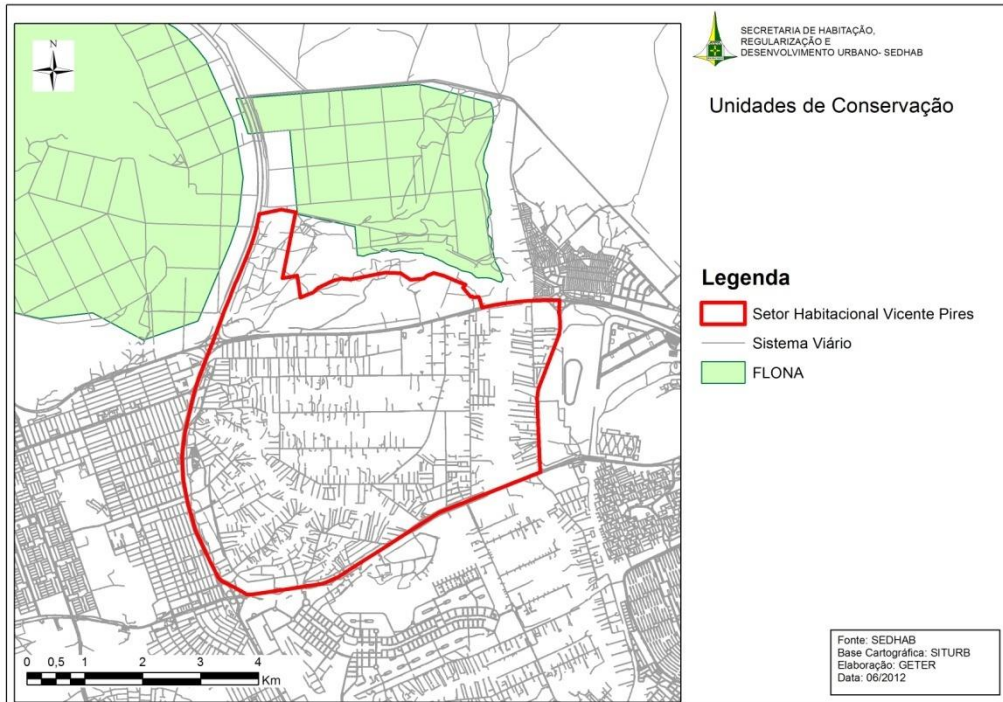 SECRETARIA DE HABITAÇÃO,
REGULARIZAÇÃO E
DESENVOLVIMENTO URBANO- SEDHAB
Unidades de Conservação
N
Legenda
Setor Habitacional Vicente Pires
Sistema Viário
FLONA
0 0,5 1 2 3 4
Km
Fonte: SEDHAB
Base Cartográfica: SITURB
Elaboração: GETER
Data: 06/2012